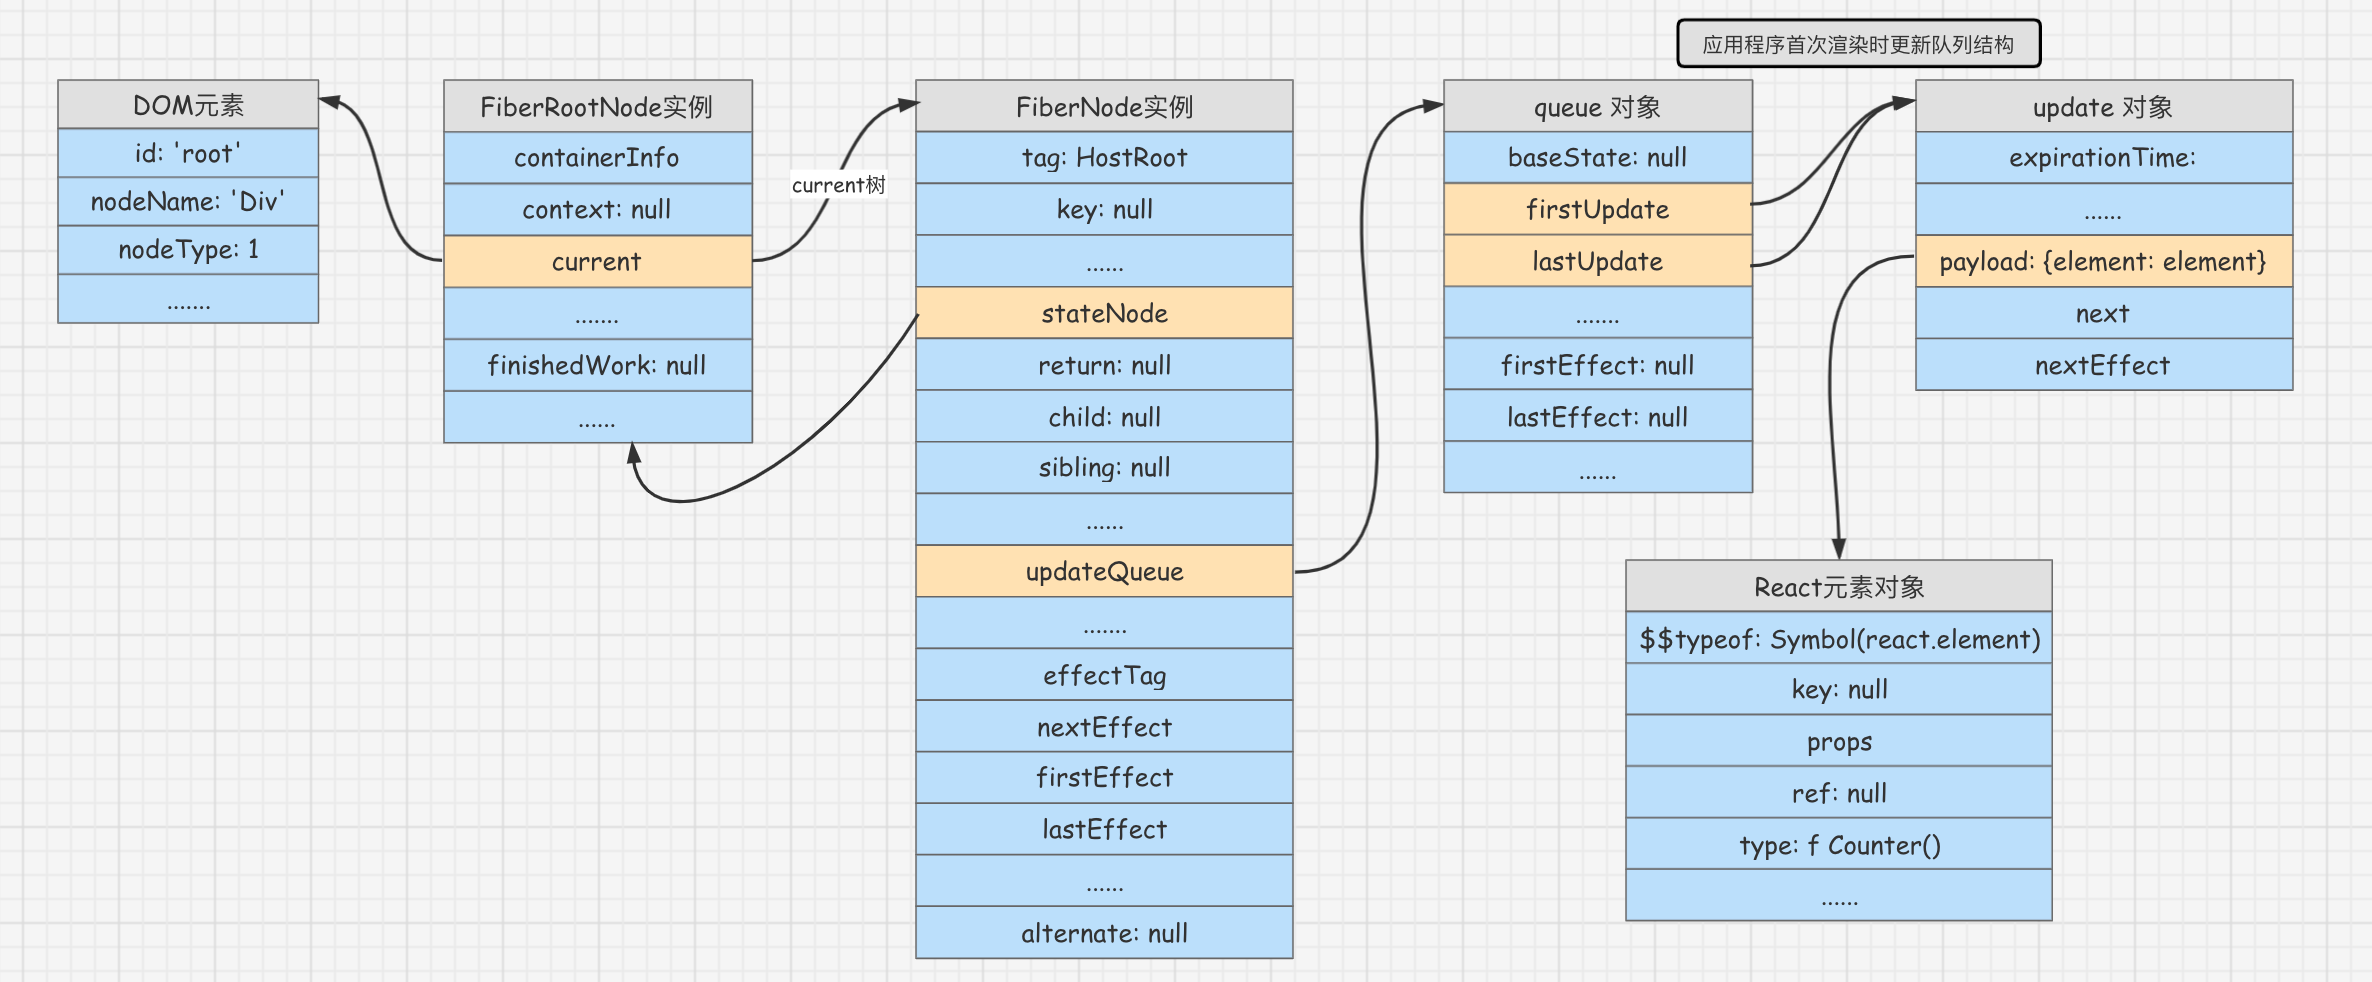 应用程序首次渲染时更新队列结构
DOM元素
id: 'root'
nodeName: 'Div'
nodeType: 1
.......
FiberRootNode实例
containerInfo
context: null
current
.......
finishedWork: null
......
current树
FiberNode实例
tag: HostRoot
key: null
......
stateNode
return: null
child: null
sibling: null
......
updateQueue
.......
effectTag
nextEffect
firstEffect
lastEffect
......
alternate: null
queue 对象
baseState: null
firstUpdate
lastUpdate
.......
firstEffect: null
lastEffect: null
......
update 对象
expirationTime:
......
payload: {element: element}
next
nextEffect
React元素对象
$$typeof: Symbol(react.element)
key: null
props
ref: null
type: f Counter()
......